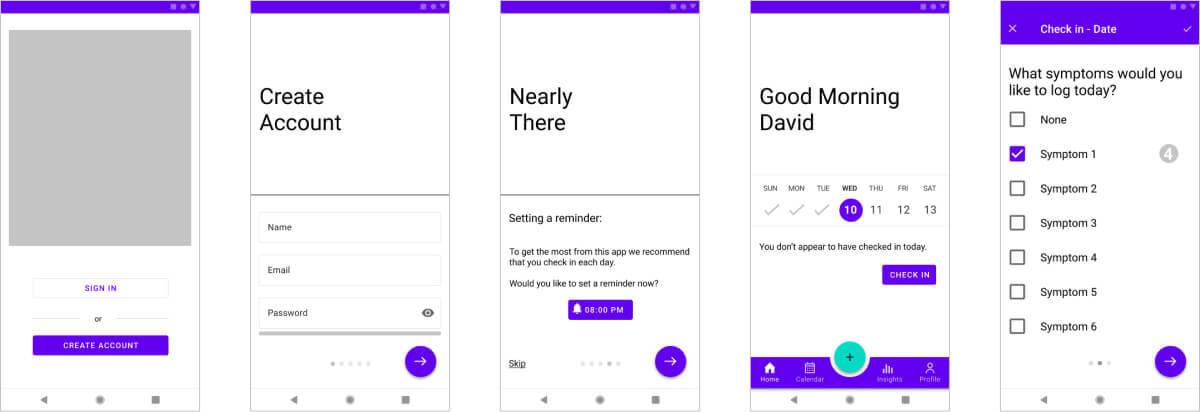 SIGN IN
or
CREATE ACCOUNT
Create
Account
Name
Email
Password
Nearly
There
Setting a reminder:
To get the most from this app we recommend
that you check in each day.
Would you like to set a reminder now?
08:00 PM
Skip
Good Morning
David
SUN MON TUE WED THU FRI SAT
10 11 12 13
You don't appear to have checked in today.
CHECK IN
+
Home Calendar Insights Profile
Check in - Date
What symptoms would you
like to log today?
None
Symptom 1 4
Symptom 2
Symptom 3
Symptom 4
Symptom 5
Symptom 6